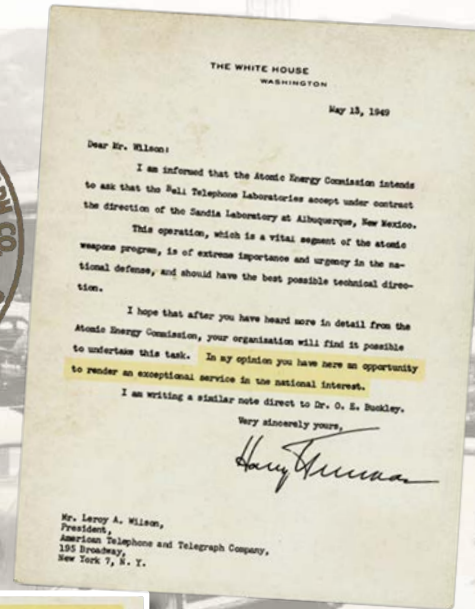 THE WHITE HOUSE
WASHINGTON
May 13, 1949
Dear Mr. Wilson:
I am informed that the Atomic Energy Commission intends
to ask that the Bell Telephone Laboratories accept under contract
the direction of the Sandia Laboratory at Albuquerque, New Mexico.
This operation, which is a vital segment of the atomic
weapons program, is of extreme importance and urgency in the na-
tional defense, and should have the best possible technical direc-
tion.
I hope that after you have heard more in detail from the
Atomic Energy Commission, your organization will find it possible
to undertake this task. In my opinion you have here an opportunity
to render an exceptional service in the national interest.
I am writing a similar note direct to Dr. O. E. Buckley.
Very sincerely yours,
Harry Truman
Mr. Leroy A. Wilson,
President,
American Telephone and Telegraph Company,
195 Broadway,
New York 7, N. Y.
CO.